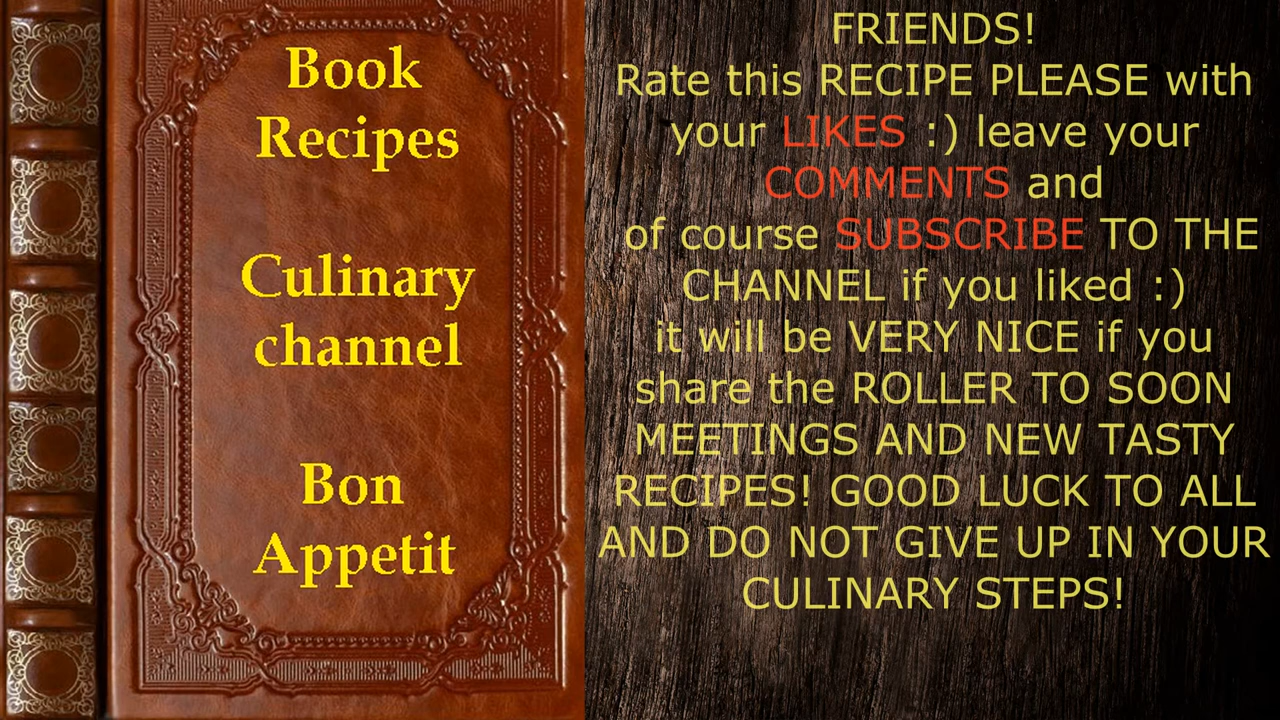 Book
Recipes
Culinary
channel
Bon
Appetit
FRIENDS!
Rate this RECIPE PLEASE with
your LIKES :) leave your
COMMENTS and
of course SUBSCRIBE TO THE
CHANNEL if you liked :)
it will be VERY NICE if you
share the ROLLER TO SOON
MEETINGS AND NEW TASTY
RECIPES! GOOD LUCK TO ALL
AND DO NOT GIVE UP IN YOUR
CULINARY STEPS!